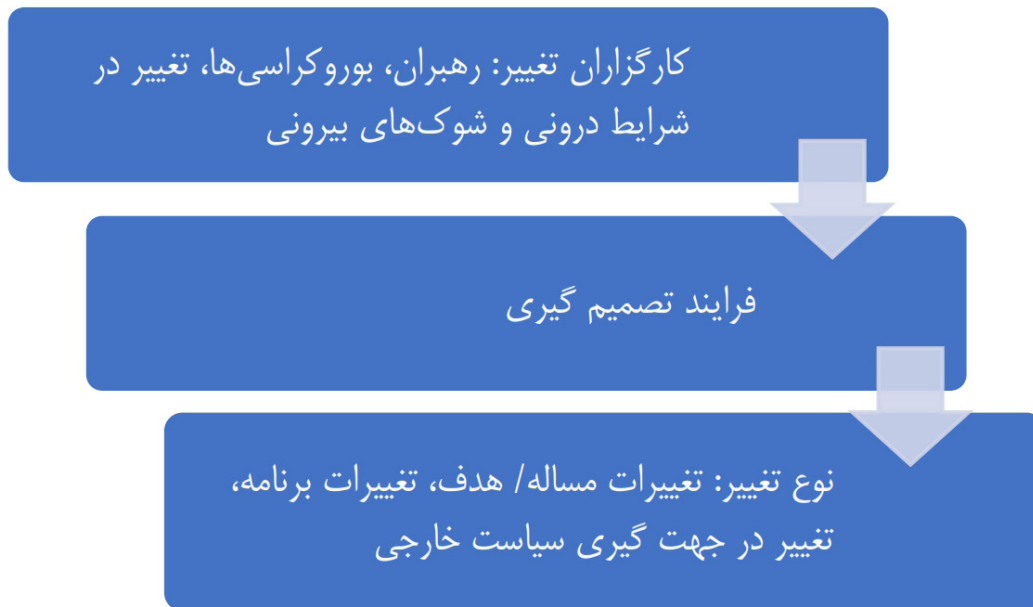 کارگزاران تغییر: رهبران، بوروکراسی‌ها، تغییر در
شرایط درونی و شوک‌های بیرونی
فرایند تصمیم گیری
نوع تغییر: تغییرات مساله/ هدف، تغییرات برنامه،
تغییر در جهت گیری سیاست خارجی